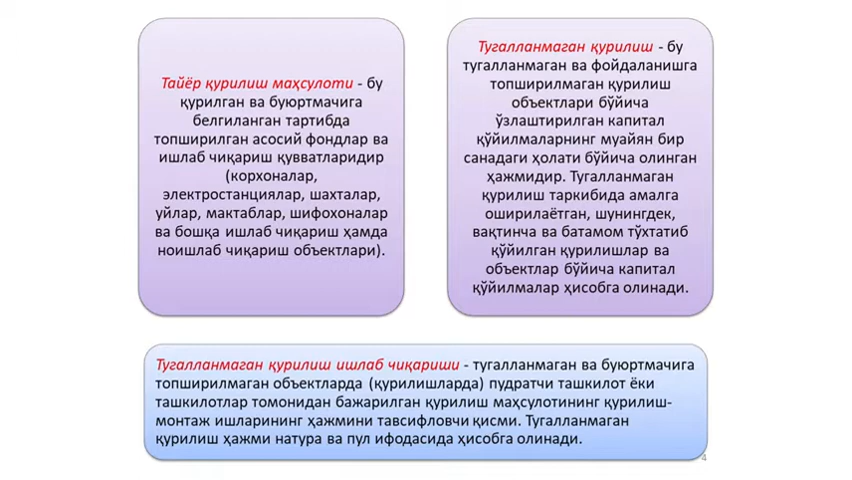 Тайёр қурилиш маҳсулоти - бу
қурилган ва буюртмачига
белгиланган тартибда
топширилган асосий фондлар ва
ишлаб чиқариш қувватларидир
(корхоналар,
электростанциялар, шахталар,
уйлар, мактаблар, шифохоналар
ва бошқа ишлаб чиқариш ҳамда
ноишлаб чиқариш объектлари).
Тугалланмаган қурилиш - бу
тугалланмаган ва фойдаланишга
топширилмаган қурилиш
объектлари бўйича
ўзлаштирилган капитал
қўйилмаларнинг муайян бир
санадаги ҳолати бўйича олинган
ҳажмидир. Тугалланмаган
қурилиш таркибида амалга
оширилаётган, шунингдек,
вақтинча ва батамом тўхтатиб
қўйилган қурилишлар ва
объектлар бўйича капитал
қўйилмалар ҳисобга олинади.
Тугалланмаган қурилиш ишлаб чиқариши - тугалланмаган ва буюртмачига
топширилмаган объектларда (қурилишларда) пудратчи ташкилот ёки
ташкилотлар томонидан бажарилган қурилиш маҳсулотининг қурилиш-
монтаж ишларининг ҳажмини тавсифловчи қисми. Тугалланмаган
қурилиш ҳажми натура ва пул ифодасида ҳисобга олинади.
4